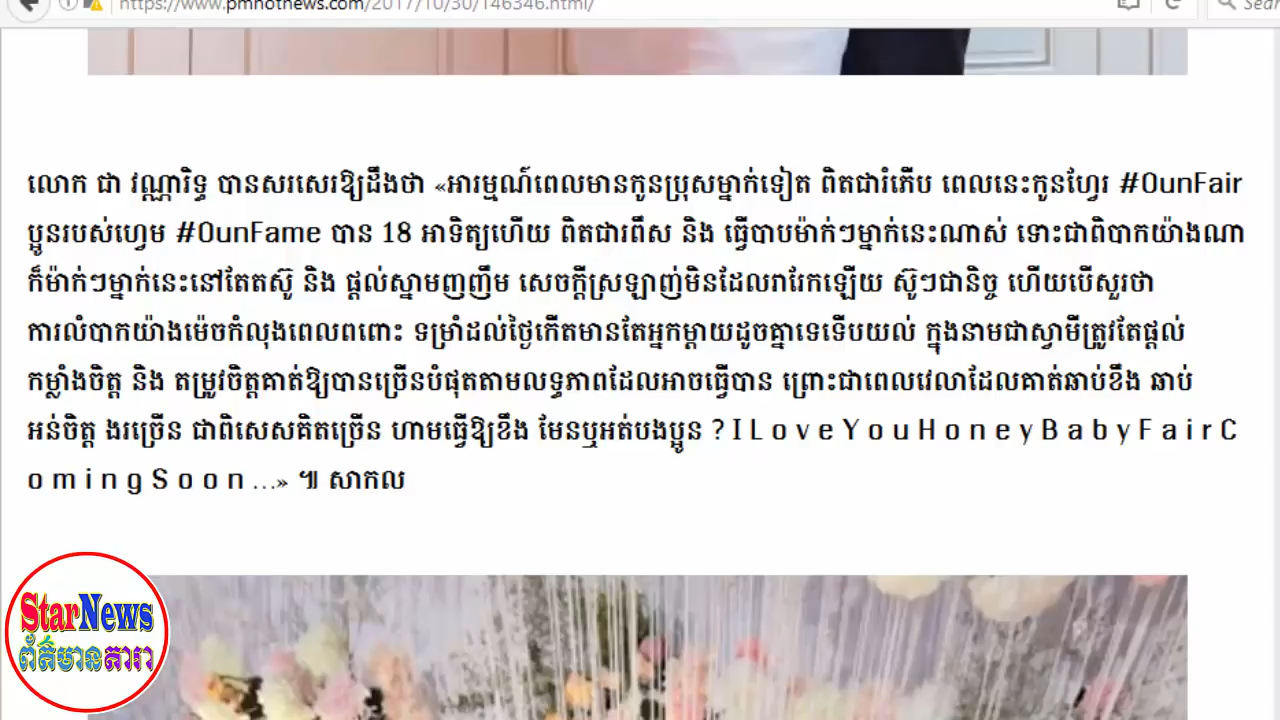 https://www.pmnotnews.com/2017/10/30/146346.html/
លោក ជា វណ្ណារិទ្ធ បានសរសេរឱ្យដឹងថា «អារម្មណ៍ពេលមានកូនប្រុសម្នាក់ទៀត ពិតជារំភើប ពេលនេះកូនហ្វែរ #OunFair
ប្អូនរបស់ហ្វេម #OunFame បាន 18 អាទិត្យហើយ ពិតជារពឹស និង ធ្វើបាបម៉ាក់ៗម្នាក់នេះណាស់ ទោះជាពិបាកយ៉ាងណា
ក៏ម៉ាក់ៗម្នាក់នេះនៅតែតស៊ូ និង ផ្តល់ស្នាមញញឹម សេចក្តីស្រឡាញ់មិនដែលរារែកឡើយ ស៊ូៗជានិច្ច ហើយបើសួរថា
ការលំបាកយ៉ាងម៉េចកំលុងពេលពពោះ ទម្រាំដល់ថ្ងៃកើតមានតែអ្នកម្តាយដូចគ្នាទេទើបយល់ ក្នុងនាមជាស្វាមីត្រូវតែផ្តល់
កម្លាំងចិត្ត និង តម្រូវចិត្តគាត់ឱ្យបានច្រើនបំផុតតាមលទ្ធភាពដែលអាចធ្វើបាន ព្រោះជាពេលវេលាដែលគាត់ឆាប់ខឹង ឆាប់
អន់ចិត្ត ងរច្រើន ជាពិសេសគិតច្រើន ហាមធ្វើឱ្យខឹង មែនឬអត់បងប្អូន ? I L o v e Y o u H o n e y B a b y F a i r C
o m i n g S o o n ...» ៕ សាកល
StarNews
ព័ត៌មានតារា